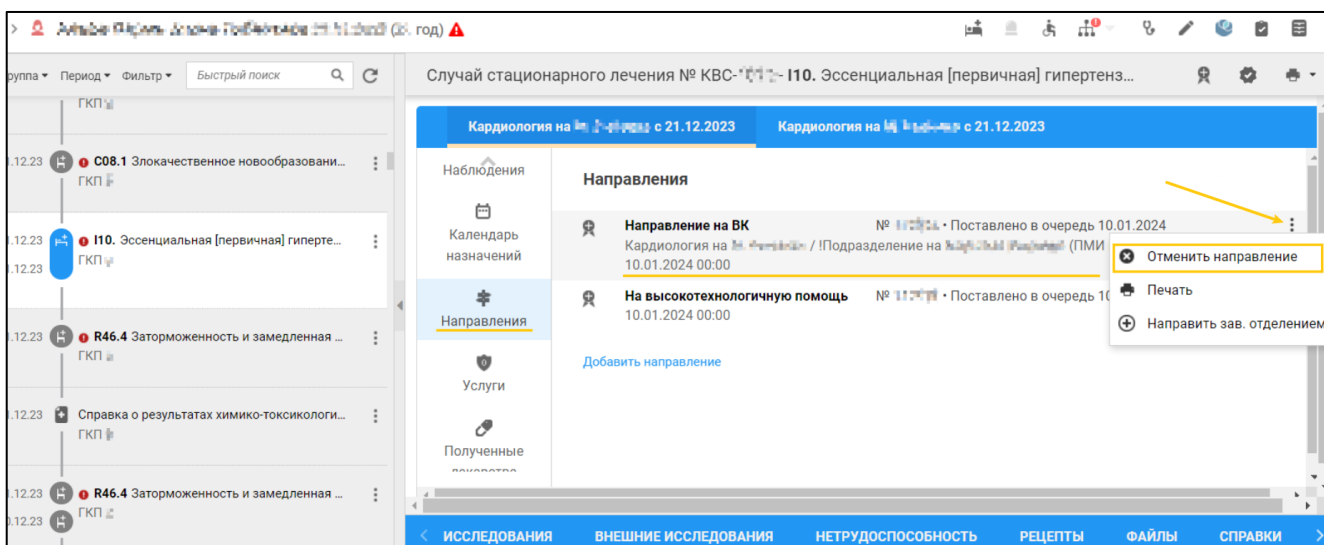 год)
руппа Период Фильтр Быстрый поиск
ГКП
.12.23 C08.1 Злокачественное новообразовани...
ГКП
.12.23 I10. Эссенциальная [первичная] гиперте...
ГКП
.12.23
.12.23 R46.4 Заторможенность и замедленная ...
ГКП
.12.23 Справка о результатах химико-токсикологи...
ГКП
.12.23 R46.4 Заторможенность и замедленная ...
ГКП
.12.23
Случай стационарного лечения № КВС- - I10. Эссенциальная [первичная] гипертенз...
Кардиология на с 21.12.2023 Кардиология на с 21.12.2023
Наблюдения
Календарь
назначений
Направления
Услуги
Полученные
лекарства
Направления
Направление на ВК № • Поставлено в очередь 10.01.2024
Кардиология на / !Подразделение на (ПМИ
10.01.2024 00:00
На высокотехнологичную помощь № • Поставлено в очередь 10
10.01.2024 00:00
Добавить направление
Отменить направление
Печать
Направить зав. отделением
ИССЛЕДОВАНИЯ ВНЕШНИЕ ИССЛЕДОВАНИЯ НЕТРУДОСПОСОБНОСТЬ РЕЦЕПТЫ ФАЙЛЫ СПРАВКИ